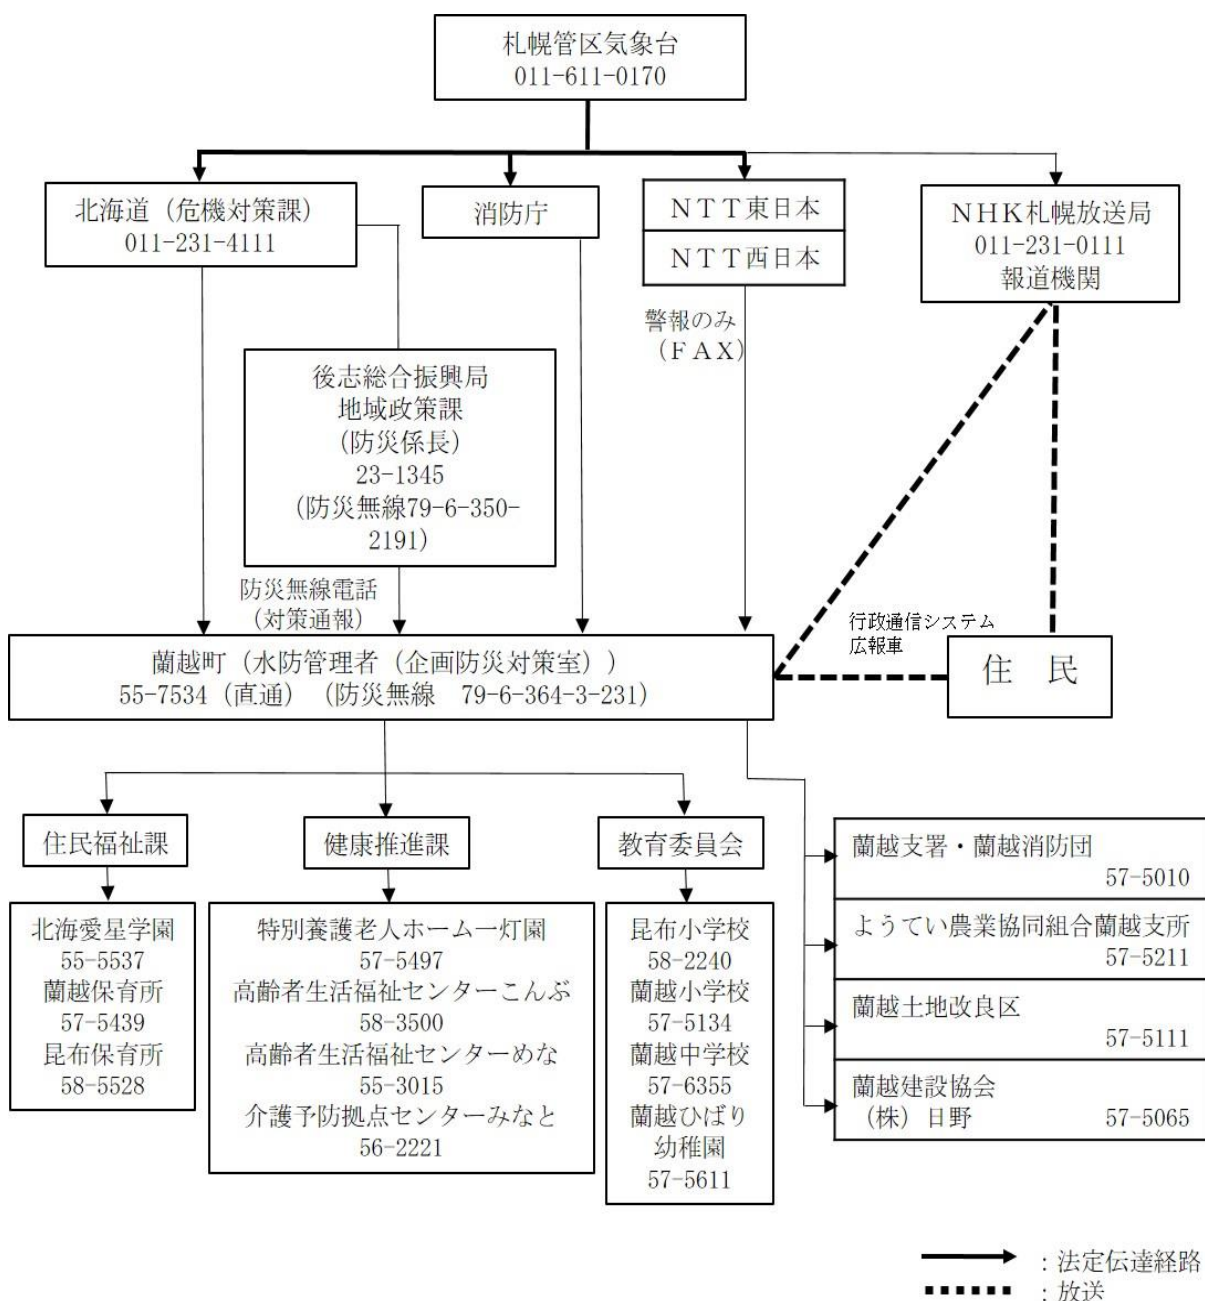 札幌管区気象台
011-611-0170
北海道（危機対策課）
011-231-4111
消防庁
ＮＴＴ東日本
ＮＴＴ西日本
ＮＨＫ札幌放送局
011-231-0111
報道機関
警報のみ
（ＦＡＸ）
後志総合振興局
地域政策課
（防災係長）
23-1345
（防災無線79-6-350-
2191）
防災無線電話
（対策通報）
行政通信システム
広報車
蘭越町（水防管理者（企画防災対策室））
55-7534（直通）（防災無線　79-6-364-3-231）
住　民
住民福祉課
健康推進課
教育委員会
北海愛星学園
55-5537
蘭越保育所
57-5439
昆布保育所
58-5528
特別養護老人ホーム一灯園
57-5497
高齢者生活福祉センターこんぶ
58-3500
高齢者生活福祉センターめな
55-3015
介護予防拠点センターみなと
56-2221
昆布小学校
58-2240
蘭越小学校
57-5134
蘭越中学校
57-6355
蘭越ひばり
幼稚園
57-5611
蘭越支署・蘭越消防団
57-5010
ようてい農業協同組合蘭越支所
57-5211
蘭越土地改良区
57-5111
蘭越建設協会
（株）日野　57-5065
：法定伝達経路
：放送